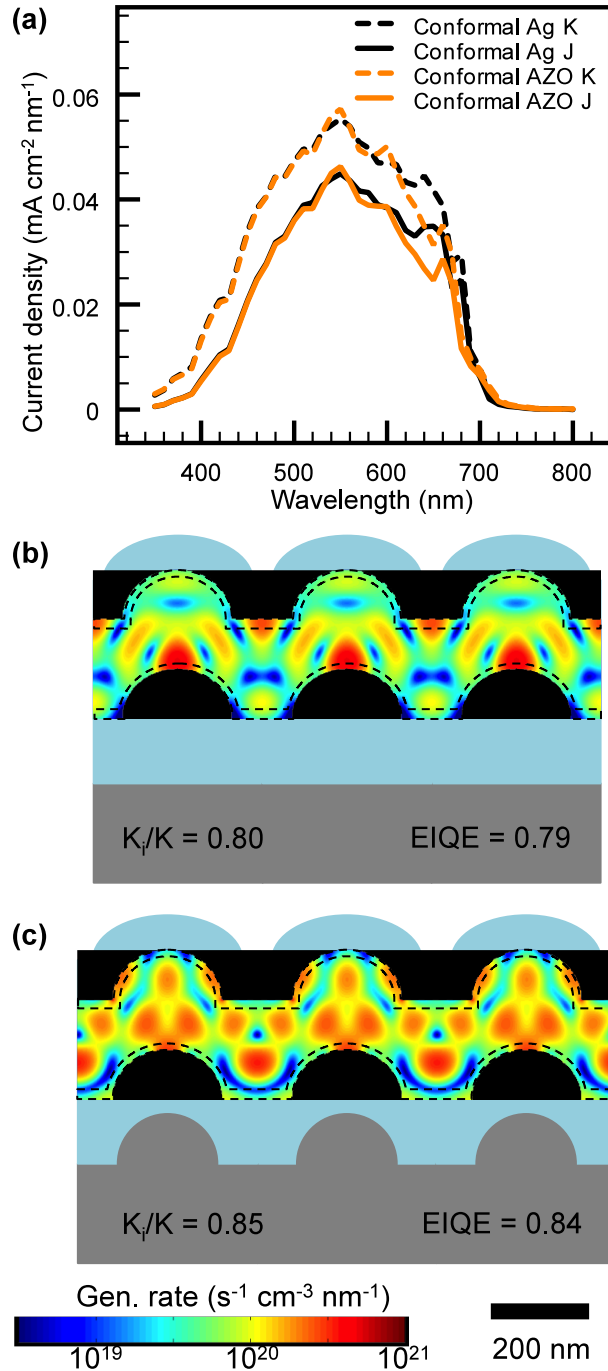 (a)
Conformal Ag K
Conformal Ag J
Conformal AZO K
Conformal AZO J
Current density (mA cm⁻² nm⁻¹)
0.06
0.04
0.02
0
400 500 600 700 800
Wavelength (nm)
(b)
Kᵢ/K = 0.80 EIQE = 0.79
(c)
Kᵢ/K = 0.85 EIQE = 0.84
Gen. rate (s⁻¹ cm⁻³ nm⁻¹)
10¹⁹ 10²⁰ 10²¹
200 nm